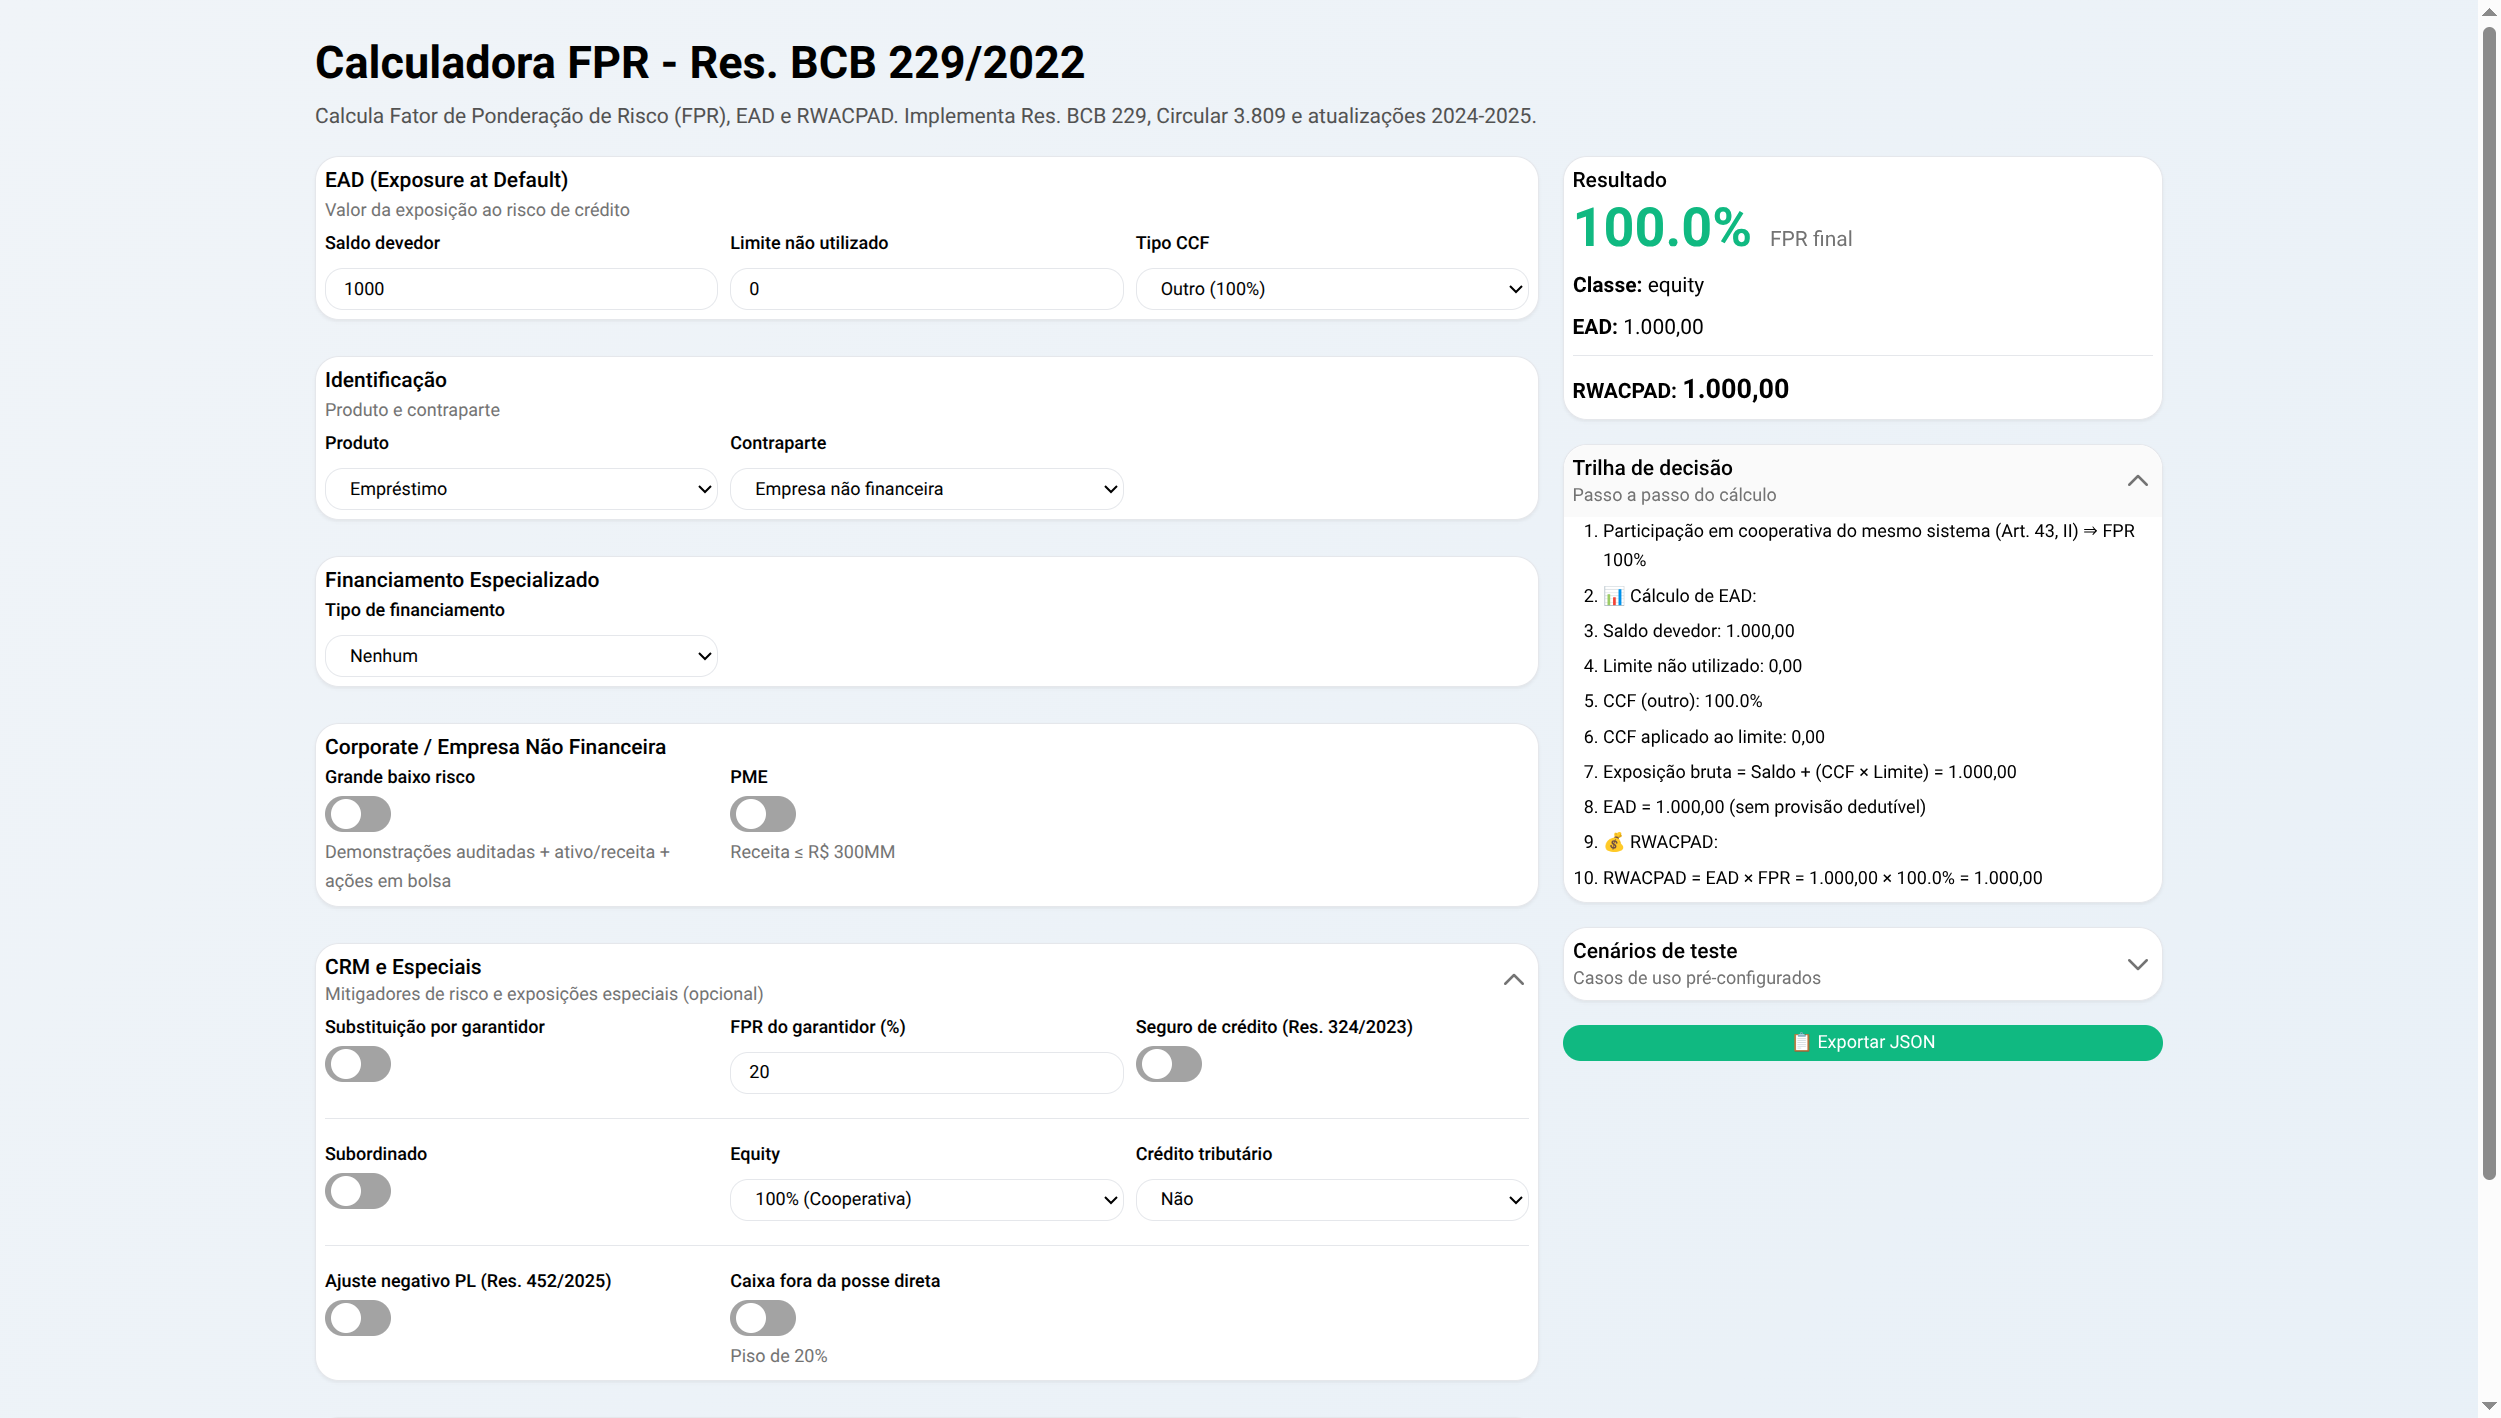 Calculadora FPR - Res. BCB 229/2022
Calcula Fator de Ponderação de Risco (FPR), EAD e RWACPAD. Implementa Res. BCB 229, Circular 3.809 e atualizações 2024-2025.
EAD (Exposure at Default)
Valor da exposição ao risco de crédito
Saldo devedor
Limite não utilizado
Tipo CCF
1000
0
Outro (100%)
Identificação
Produto e contraparte
Produto
Contraparte
Empréstimo
Empresa não financeira
Financiamento Especializado
Tipo de financiamento
Nenhum
Corporate / Empresa Não Financeira
Grande baixo risco
PME
Demonstrações auditadas + ativo/receita +
ações em bolsa
Receita ≤ R$ 300MM
CRM e Especiais
Mitigadores de risco e exposições especiais (opcional)
Substituição por garantidor
FPR do garantidor (%)
Seguro de crédito (Res. 324/2023)
20
Subordinado
Equity
Crédito tributário
100% (Cooperativa)
Não
Ajuste negativo PL (Res. 452/2025)
Caixa fora da posse direta
Piso de 20%
Resultado
100.0% FPR final
Classe: equity
EAD: 1.000,00
RWACPAD: 1.000,00
Trilha de decisão
Passo a passo do cálculo
1. Participação em cooperativa do mesmo sistema (Art. 43, II) ⇒ FPR
100%
2. 📊 Cálculo de EAD:
3. Saldo devedor: 1.000,00
4. Limite não utilizado: 0,00
5. CCF (outro): 100.0%
6. CCF aplicado ao limite: 0,00
7. Exposição bruta = Saldo + (CCF × Limite) = 1.000,00
8. EAD = 1.000,00 (sem provisão dedutível)
9. 💰 RWACPAD:
10. RWACPAD = EAD × FPR = 1.000,00 × 100.0% = 1.000,00
Cenários de teste
Casos de uso pré-configurados
📋 Exportar JSON